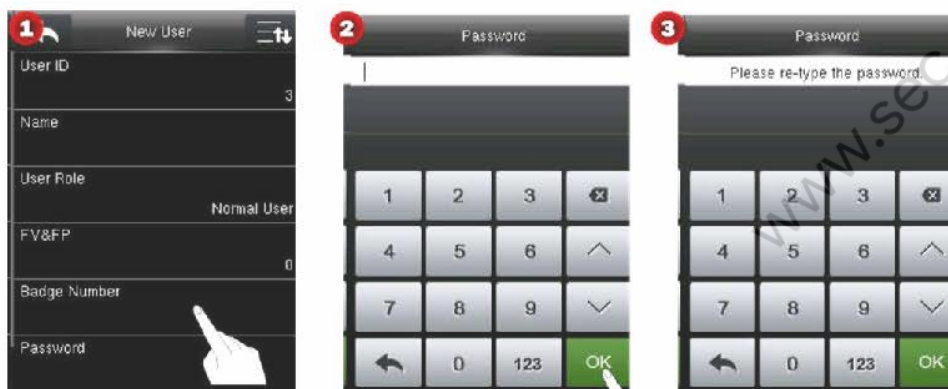 1
New User
User ID
3
Name
User Role
Normal User
FV&FP
0
Badge Number
Password
2
Password
1 2 3
4 5 6
7 8 9
0 123 OK
3
Password
Please re-type the password.
1 2 3
4 5 6
7 8 9
0 123 OK
www.sec